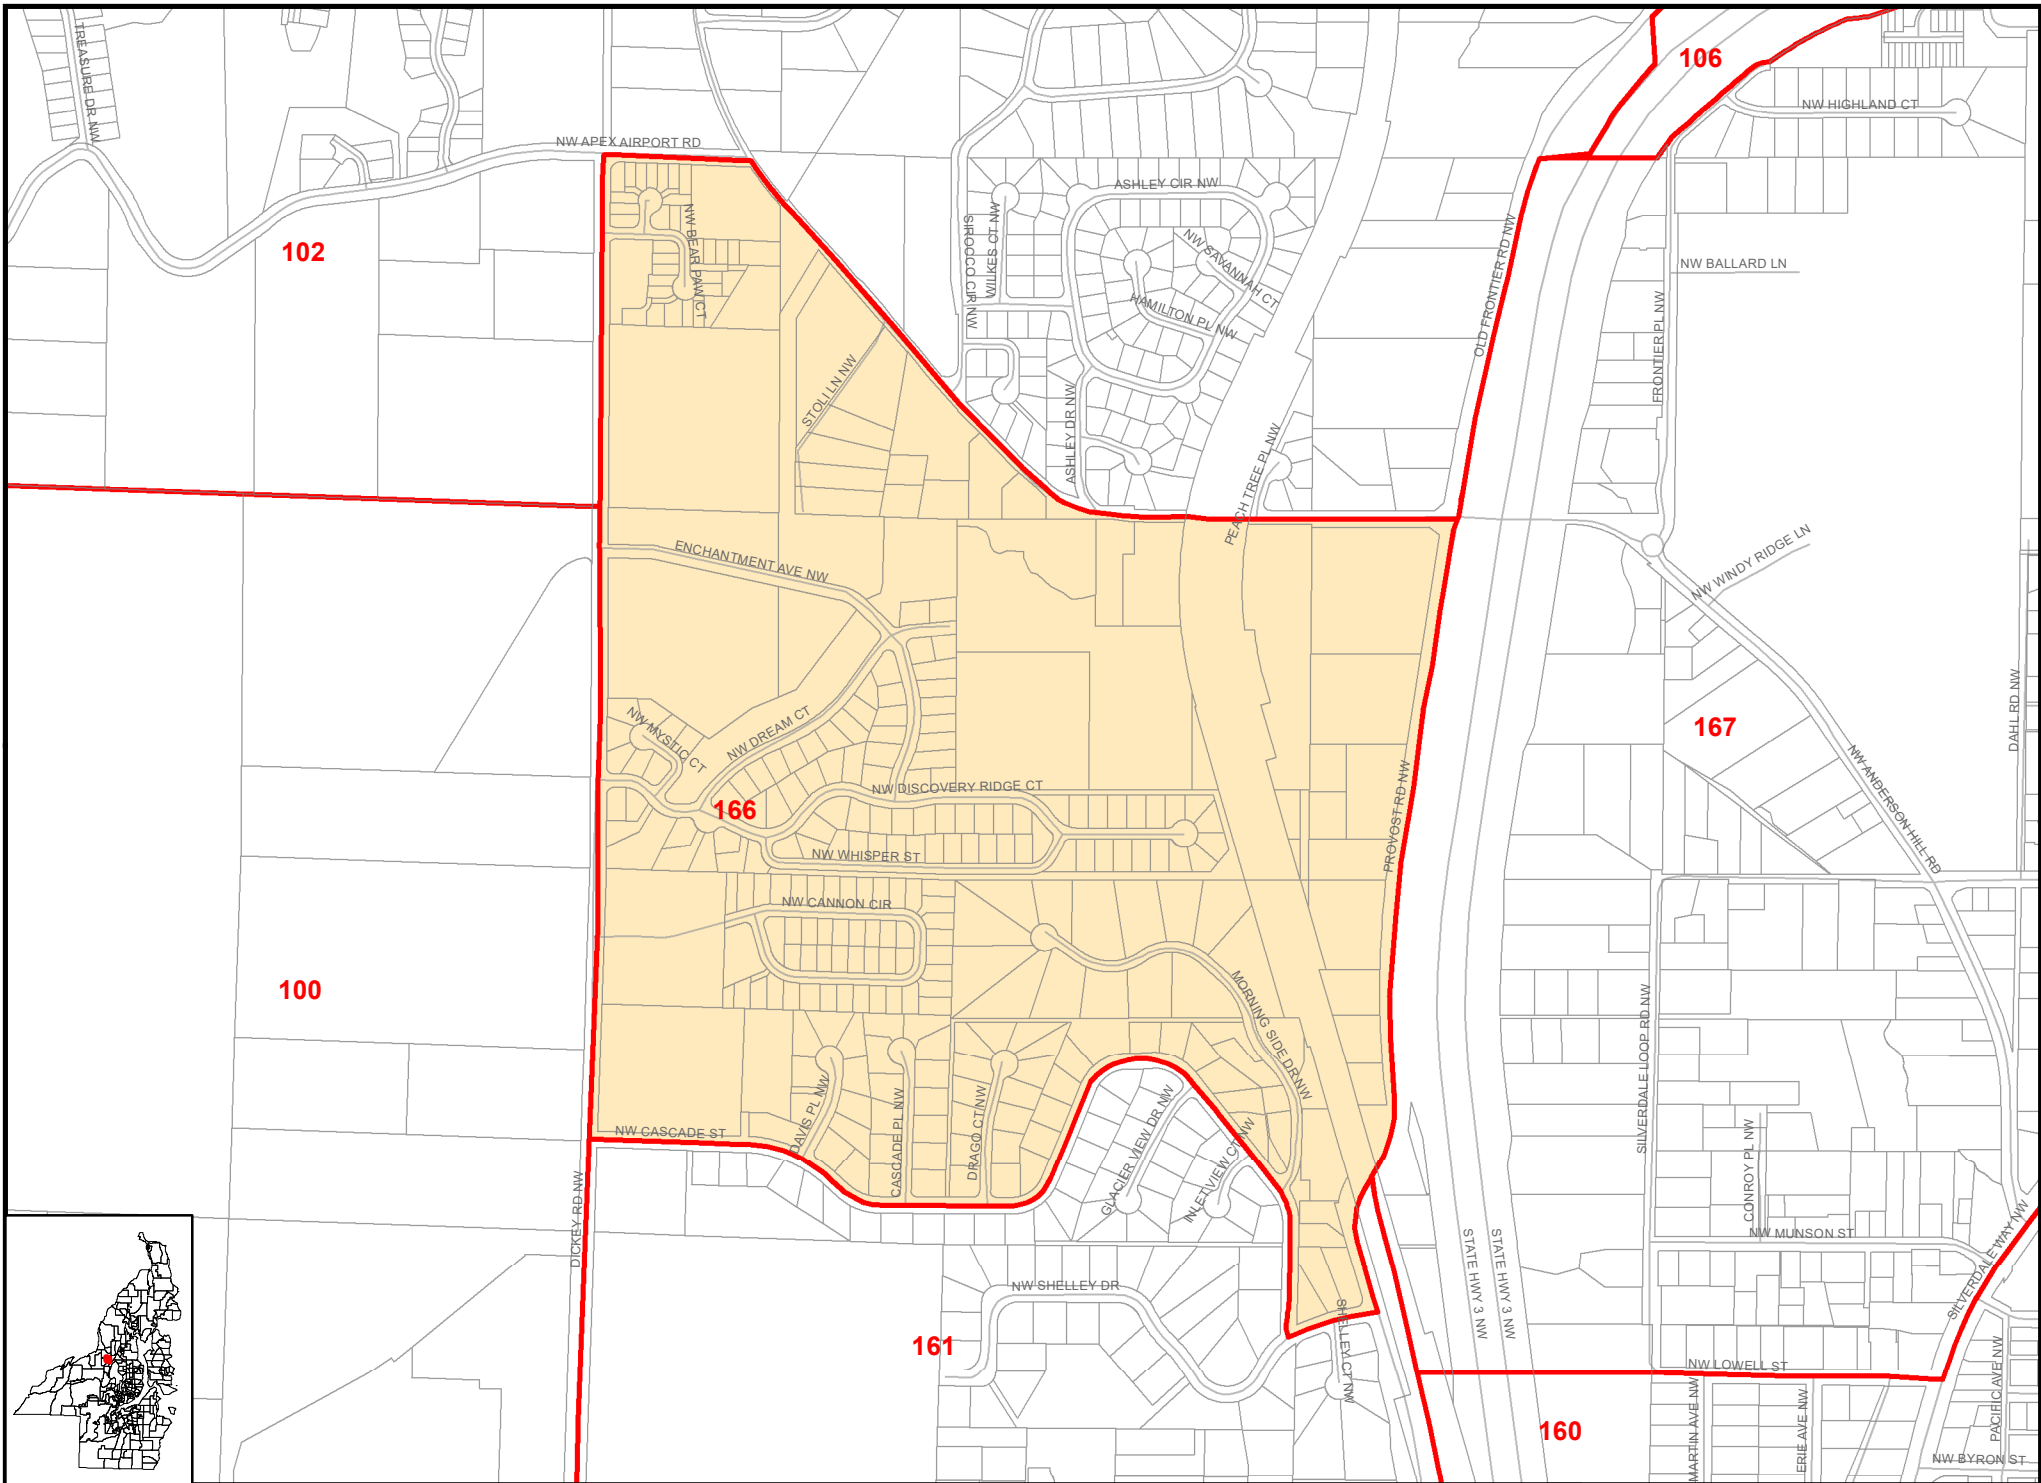 TREASURE DR NW
106
NW HIGHLAND CT
NW APEX AIRPORT RD
ASHLEY CIR NW
NW BEAR PAW CT
SIROCCO CIR NW
WILKES CT NW
NW SAVANNAH CT
HAMILTON PL NW
OLD FRONTIER RD NW
102
NW BALLARD LN
FRONTIER PL NW
STOLI LN NW
ASHLEY DR NW
PEACH TREE PL NW
ENCHANTMENT AVE NW
NW WINDY RIDGE LN
NW MYSTIC CT
NW DREAM CT
167
DAHL RD NW
NW ANDERSON HILL RD
NW DISCOVERY RIDGE CT
166
PROVOST RD NW
NW WHISPER ST
NW CANNON CIR
100
MORNING SIDE DR NW
SILVERDALE LOOP RD NW
NW CASCADE ST
DAVIS PL NW
CASCADE PL NW
DRAGO CT NW
GLACIER VIEW DR NW
INLET VIEW CT NW
CONROY PL NW
DICKEY RD NW
STATE HWY 3 NW
STATE HWY 3 NW
NW MUNSON ST
SILVERDALE WAY NW
NW SHELLEY DR
161
SHELLEY CT NW
NW LOWELL ST
160
MARTIN AVE NW
ERIE AVE NW
PACIFIC AVE NW
NW BYRON ST